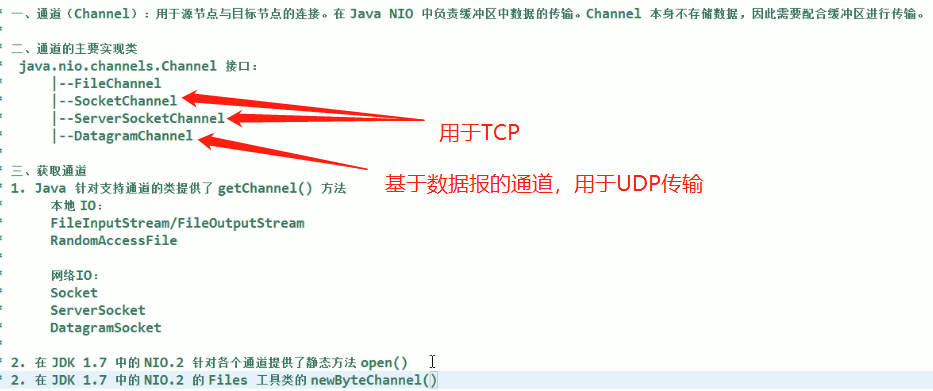 * 一、通道（Channel）：用于源节点与目标节点的连接。在 Java NIO 中负责缓冲区中数据的传输。Channel 本身不存储数据，因此需要配合缓冲区进行传输。
*
* 二、通道的主要实现类
* java.nio.channels.Channel 接口：
* |--FileChannel
* |--SocketChannel
* |--ServerSocketChannel
用于TCP
* |--DatagramChannel
*
* 三、获取通道
基于数据报的通道，用于UDP传输
* 1. Java 针对支持通道的类提供了 getChannel() 方法
* 本地 IO：
* FileInputStream/FileOutputStream
* RandomAccessFile
*
* 网络IO：
* Socket
* ServerSocket
* DatagramSocket
*
* 2. 在 JDK 1.7 中的 NIO.2 针对各个通道提供了静态方法 open()
* 2. 在 JDK 1.7 中的 NIO.2 的 Files 工具类的 newByteChannel()